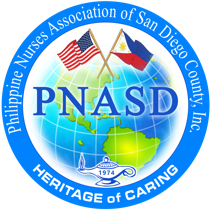 Philippine Nurses Association of San Diego County, Inc.
PNASD
1974
HERITAGE of CARING